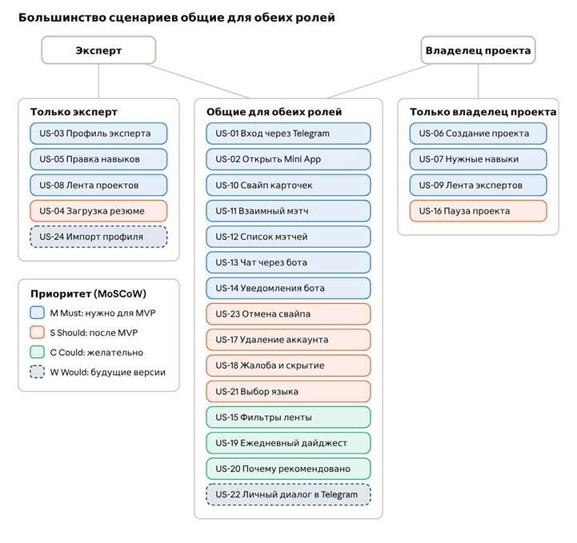 Большинство сценариев общие для обеих ролей
Эксперт
Владелец проекта
Только эксперт
US-03 Профиль эксперта
US-05 Правка навыков
US-08 Лента проектов
US-04 Загрузка резюме
US-24 Импорт профиля
Приоритет (MoSCoW)
M Must: нужно для MVP
S Should: после MVP
C Could: желательно
W Would: будущие версии
Общие для обеих ролей
US-01 Вход через Telegram
US-02 Открыть Mini App
US-10 Свайп карточек
US-11 Взаимный мэтч
US-12 Список мэтчей
US-13 Чат через бота
US-14 Уведомления бота
US-23 Отмена свайпа
US-17 Удаление аккаунта
US-18 Жалоба и скрытие
US-21 Выбор языка
US-15 Фильтры ленты
US-19 Ежедневный дайджест
US-20 Почему рекомендовано
US-22 Личный диалог в Telegram
Только владелец проекта
US-06 Создание проекта
US-07 Нужные навыки
US-09 Лента экспертов
US-16 Пауза проекта